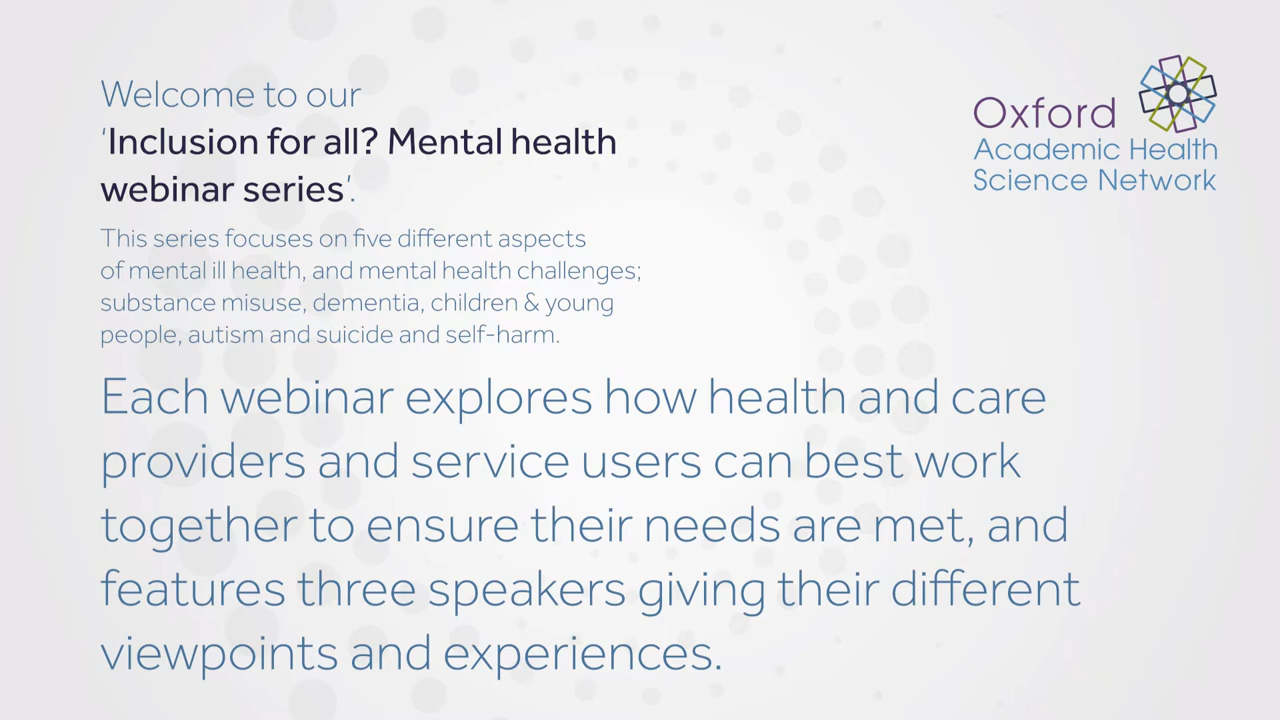 Welcome to our
'Inclusion for all? Mental health
webinar series'.
This series focuses on five different aspects
of mental ill health, and mental health challenges;
substance misuse, dementia, children & young
people, autism and suicide and self-harm.
Each webinar explores how health and care
providers and service users can best work
together to ensure their needs are met, and
features three speakers giving their different
viewpoints and experiences.
Oxford
Academic Health
Science Network